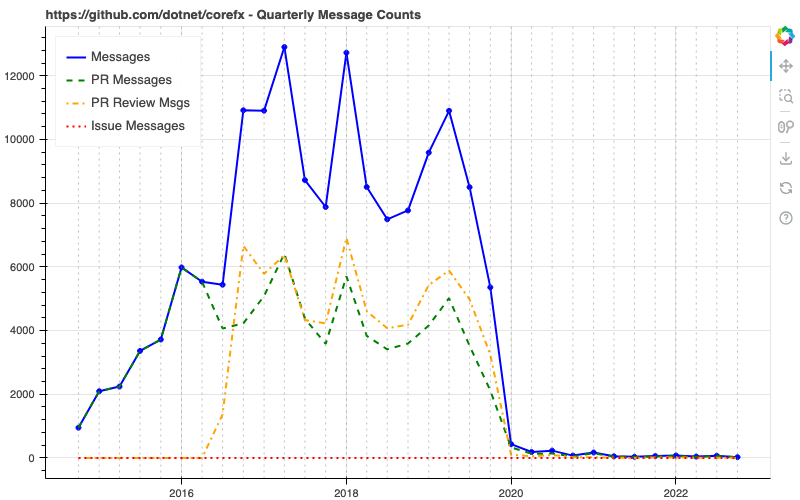 https://github.com/dotnet/corefx - Quarterly Message Counts
Messages
PR Messages
PR Review Msgs
Issue Messages
12000
10000
8000
6000
4000
2000
0
2016
2018
2020
2022